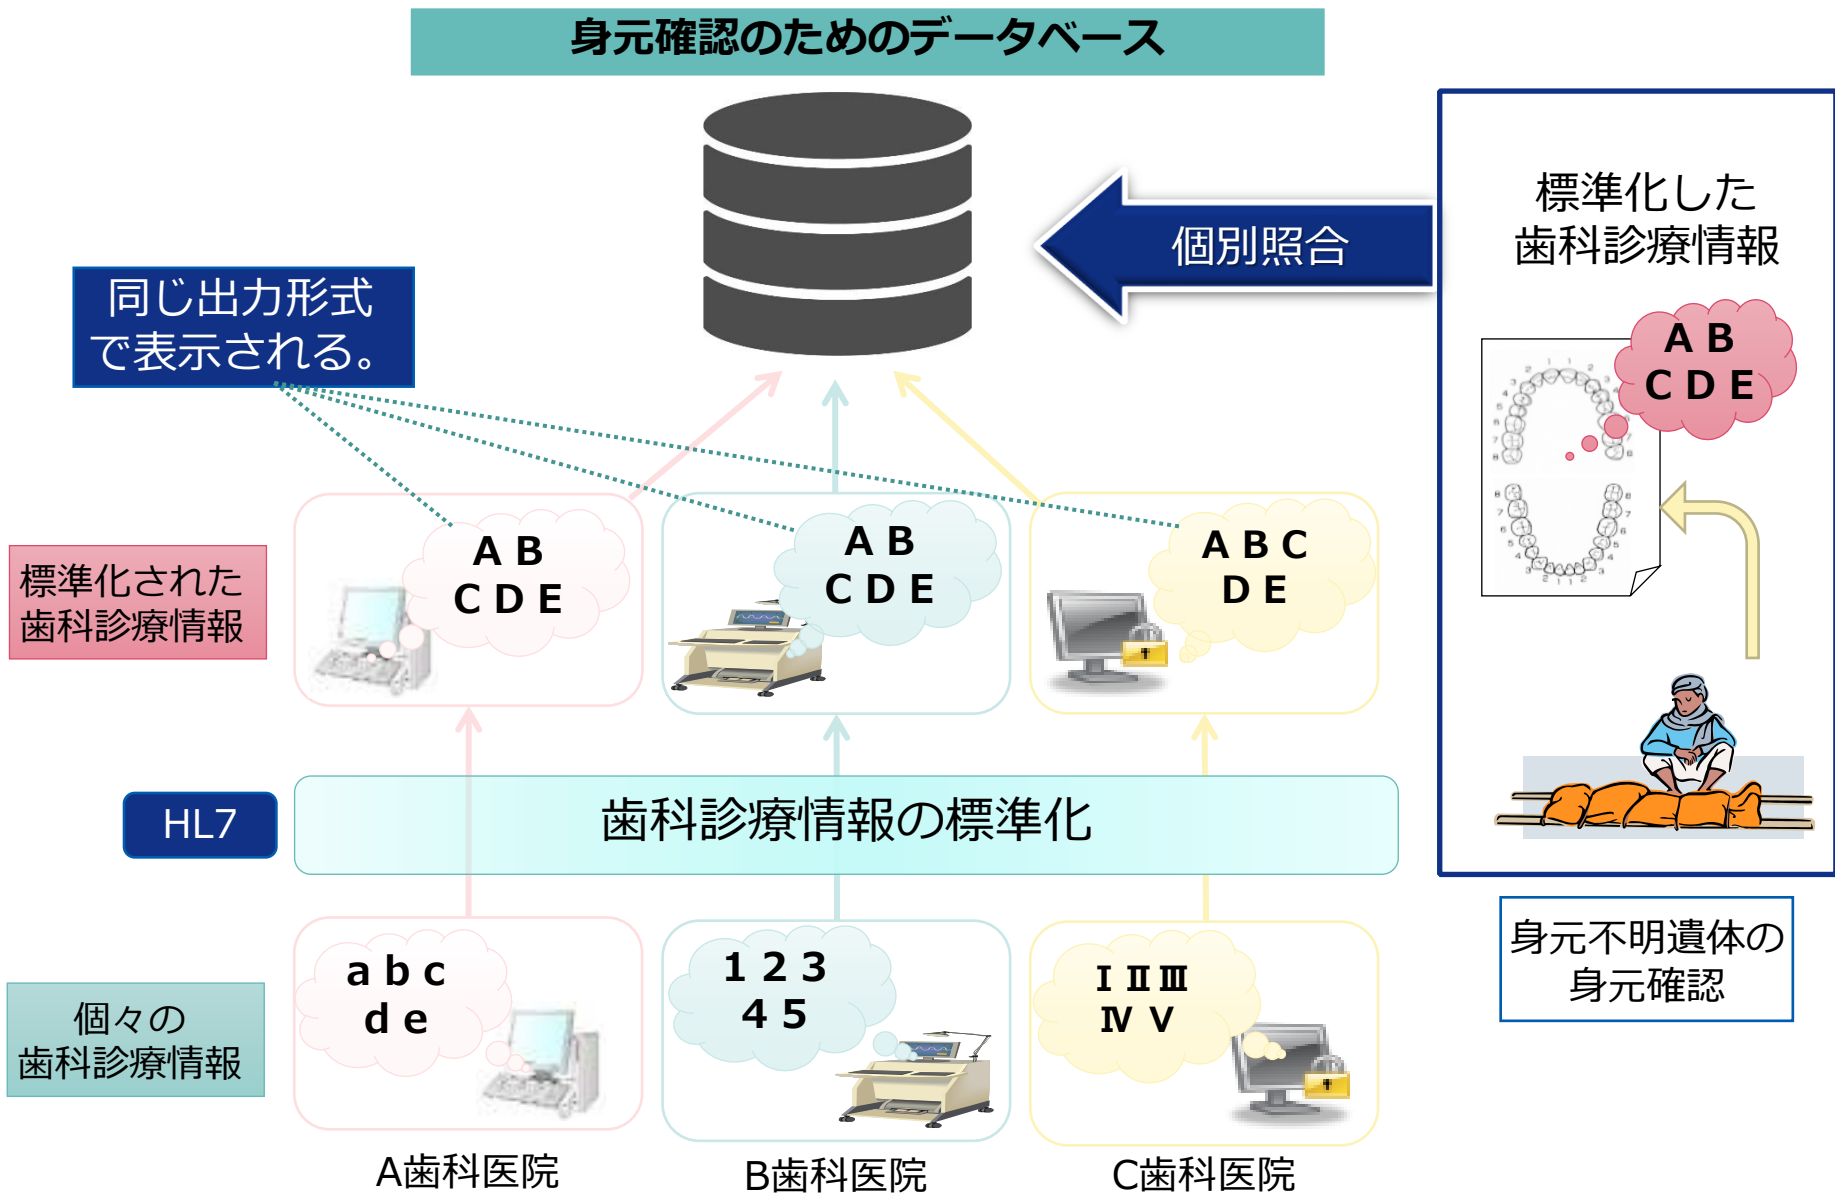 身元確認のためのデータベース
個別照合
標準化した
歯科診療情報
A B
C D E
同じ出力形式
で表示される。
標準化された
歯科診療情報
A B
C D E
A B
C D E
A B C
D E
HL7
歯科診療情報の標準化
個々の
歯科診療情報
a b c
d e
1 2 3
4 5
Ⅰ Ⅱ Ⅲ
Ⅳ Ⅴ
A歯科医院
B歯科医院
C歯科医院
身元不明遺体の
身元確認